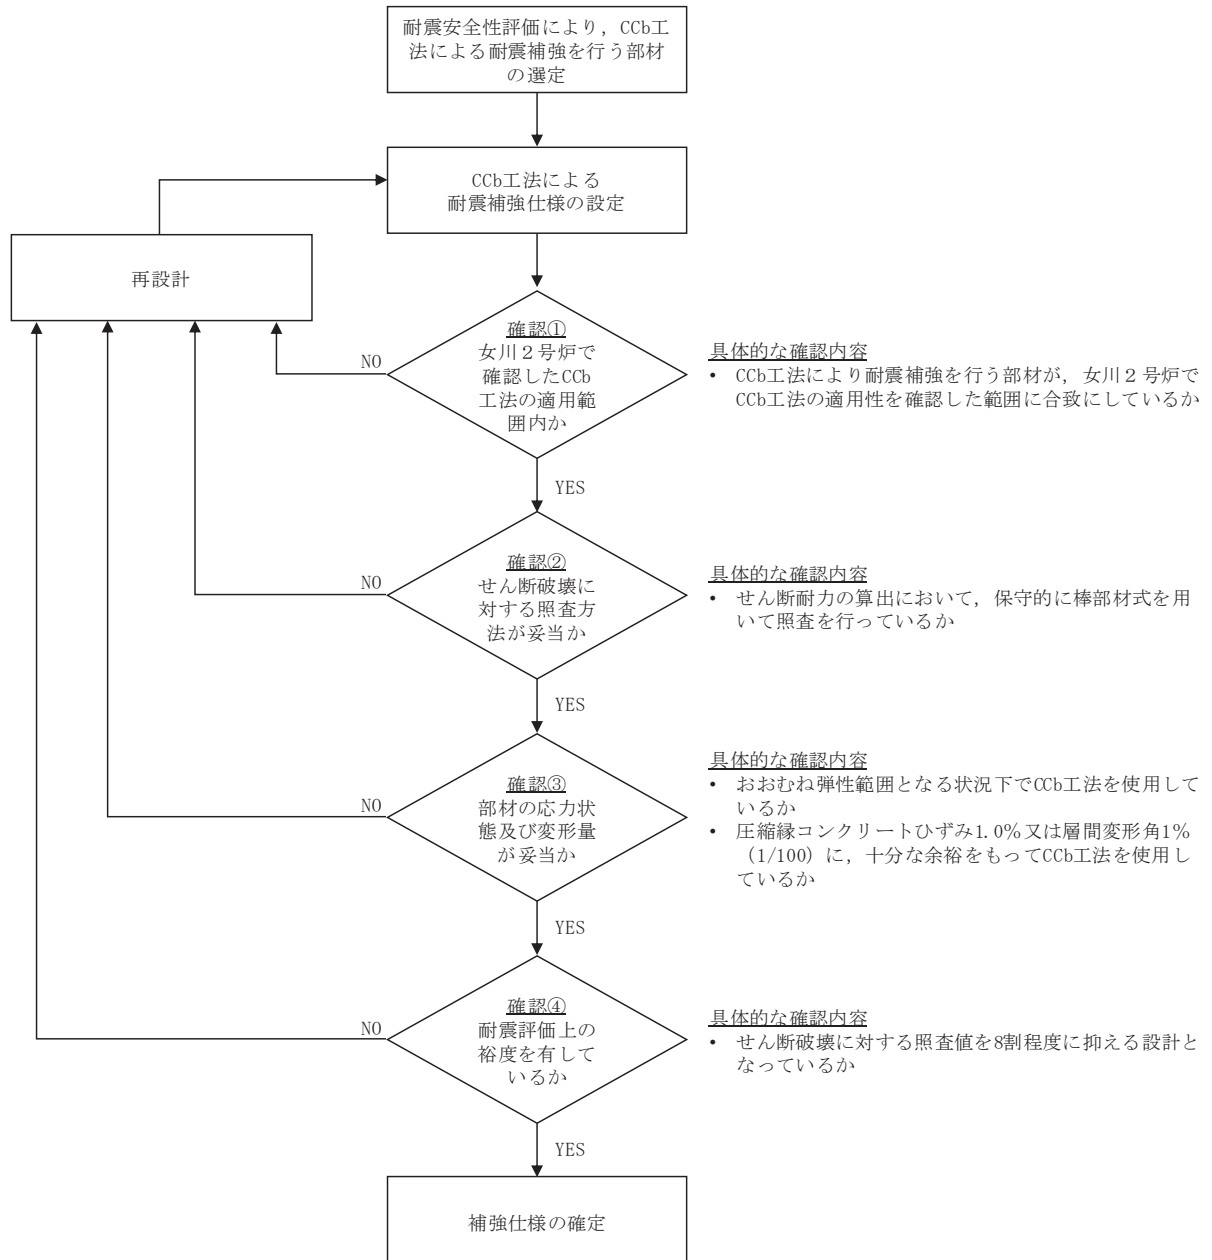 耐震安全性評価により，CCb工
法による耐震補強を行う部材
の選定
CCb工法による
耐震補強仕様の設定
再設計
確認①
女川２号炉で
確認したCCb
工法の適用範
囲内か
NO
具体的な確認内容
• CCb工法により耐震補強を行う部材が，女川２号炉で
CCb工法の適用性を確認した範囲に合致にしているか
YES
確認②
せん断破壊に
対する照査方
法が妥当か
NO
具体的な確認内容
• せん断耐力の算出において，保守的に棒部材式を用
いて照査を行っているか
YES
確認③
部材の応力状
態及び変形量
が妥当か
NO
具体的な確認内容
• おおむね弾性範囲となる状況下でCCb工法を使用して
いるか
• 圧縮縁コンクリートひずみ1.0％又は層間変形角1％
（1/100）に，十分な余裕をもってCCb工法を使用し
ているか
YES
確認④
耐震評価上の
裕度を有して
いるか
NO
具体的な確認内容
• せん断破壊に対する照査値を8割程度に抑える設計と
なっているか
YES
補強仕様の確定